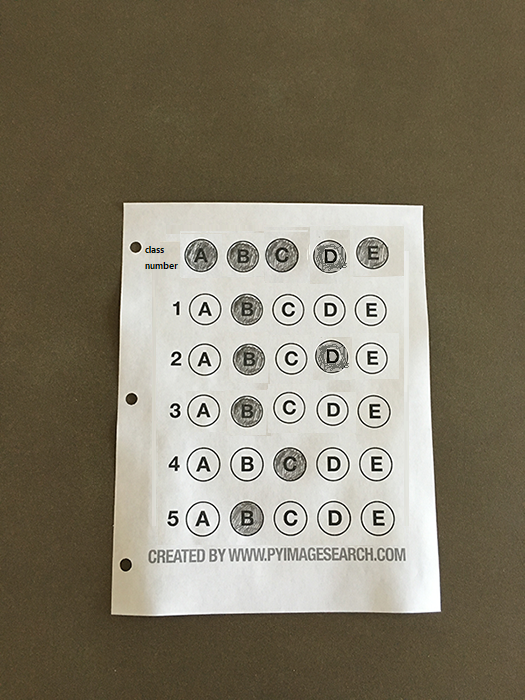 class
number A B C D E
1 A B C D E
2 A B C D E
3 A B C D E
4 A B C D E
5 A B C D E
CREATED BY WWW.PYIMAGESEARCH.COM